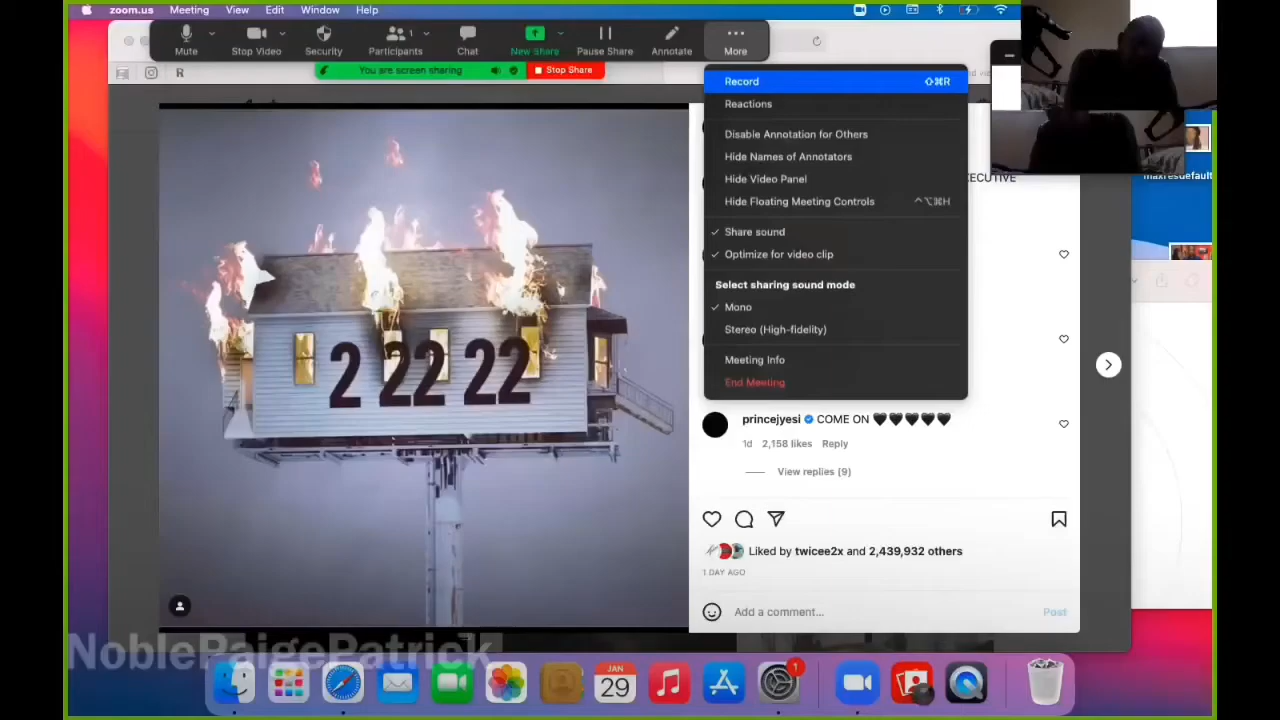 zoom.us Meeting View Edit Window Help
1
Mute Stop Video Security Participants Chat New Share Pause Share Annotate More
You are screen sharing Stop Share
R
Record ⇧⌘R
Reactions
Disable Annotation for Others
Hide Names of Annotators
Hide Video Panel
Hide Floating Meeting Controls ^⌥⌘H
✓ Share sound
✓ Optimize for video clip
Select sharing sound mode
✓ Mono
Stereo (High-fidelity)
Meeting Info
End Meeting
maxresdefault
2 22 22
princejyesi COME ON 🖤🖤🖤🖤🖤
1d 2,158 likes Reply
View replies (9)
Liked by twicee2x and 2,439,932 others
1 DAY AGO
Add a comment... Post
NoblePaigePatrick
JAN
29
1